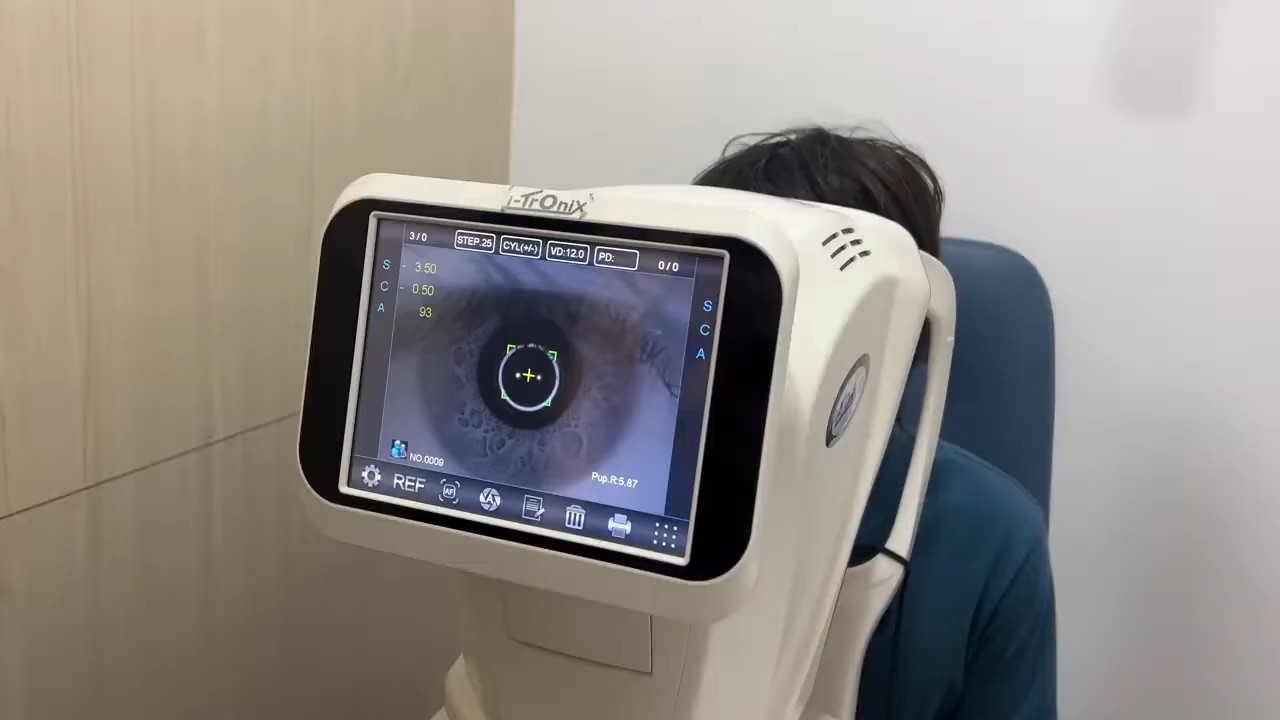 i-TrOniX
3/0 STEP.25 CYL(+/-) VD:12.0 PD: 0/0
S - 3.50
C - 0.50
A 93
S
C
A
NO.0009
Pup.R:5.87
REF AF A